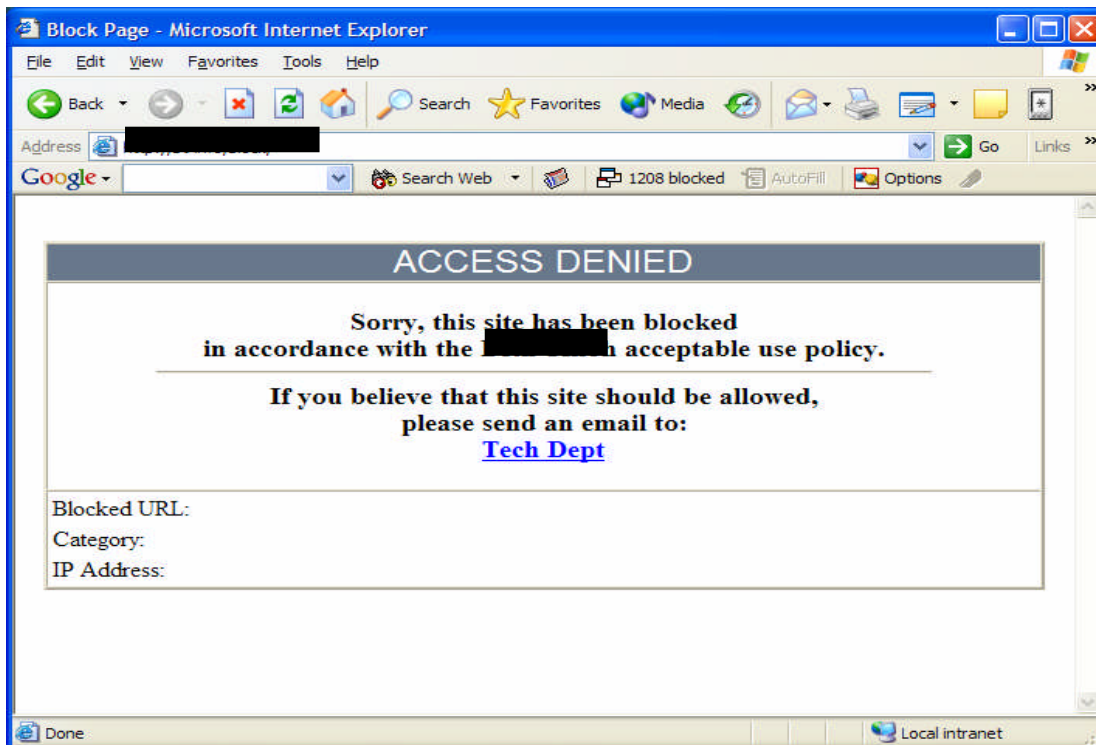 Block Page - Microsoft Internet Explorer
File Edit View Favorites Tools Help
Back Search Favorites Media »
Address Go Links »
Google Search Web 1208 blocked AutoFill Options
ACCESS DENIED
Sorry, this site has been blocked
in accordance with the acceptable use policy.
If you believe that this site should be allowed,
please send an email to:
Tech Dept
Blocked URL:
Category:
IP Address:
Done Local intranet